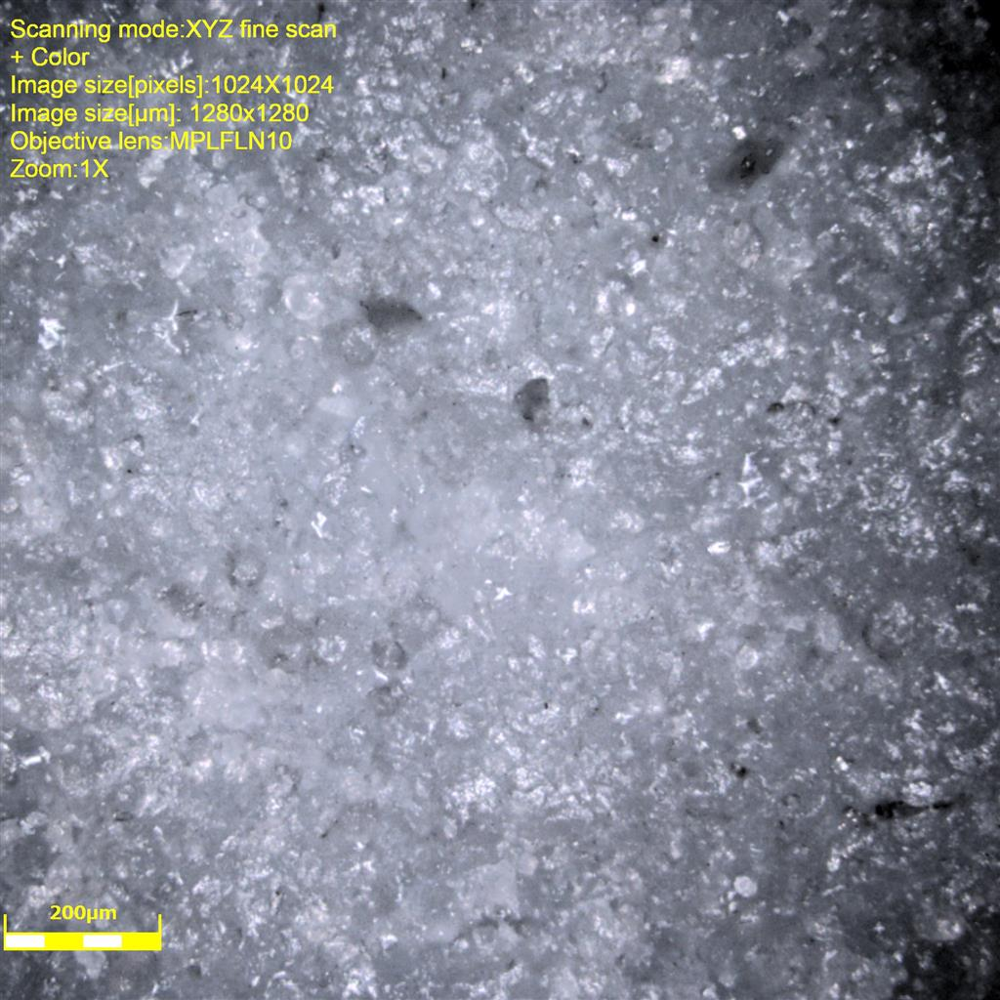 Scanning mode:XYZ fine scan
+ Color
Image size[pixels]:1024X1024
Image size[µm]: 1280x1280
Objective lens:MPLFLN10
Zoom:1X
200µm